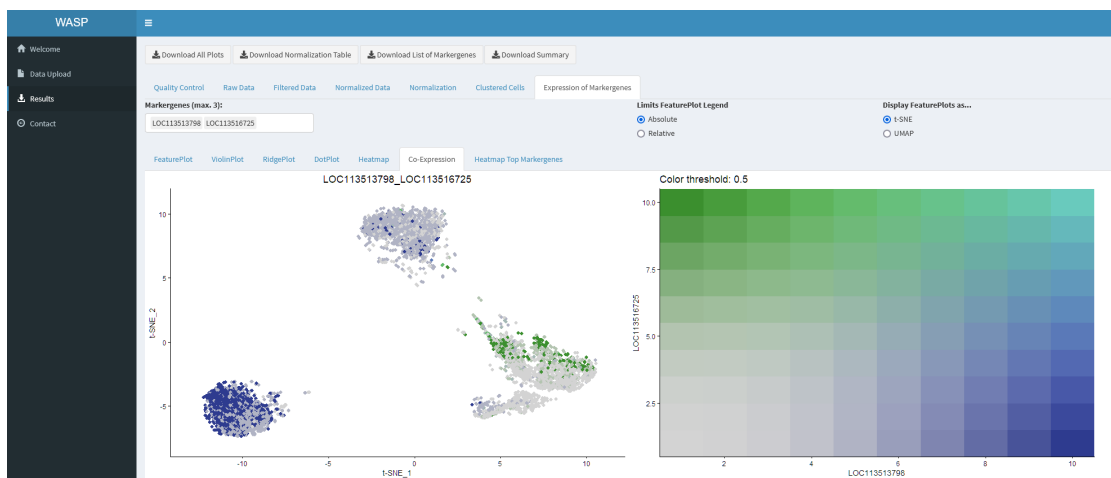 WASP
Welcome
Data Upload
Results
Contact
Download All Plots Download Normalization Table Download List of Markergenes Download Summary
Quality Control Raw Data Filtered Data Normalized Data Normalization Clustered Cells Expression of Markergenes
Markergenes (max. 3):
LOC113513798 LOC113516725
Limits FeaturePlot Legend
Absolute
Relative
Display FeaturePlots as...
t-SNE
UMAP
FeaturePlot ViolinPlot RidgePlot DotPlot Heatmap Co-Expression Heatmap Top Markergenes
LOC113513798_LOC113516725
10
5
0
-5
t-SNE_2
-10 -5 0 5 10
t-SNE_1
Color threshold: 0.5
10.0
7.5
5.0
2.5
LOC113516725
2 4 6 8 10
LOC113513798